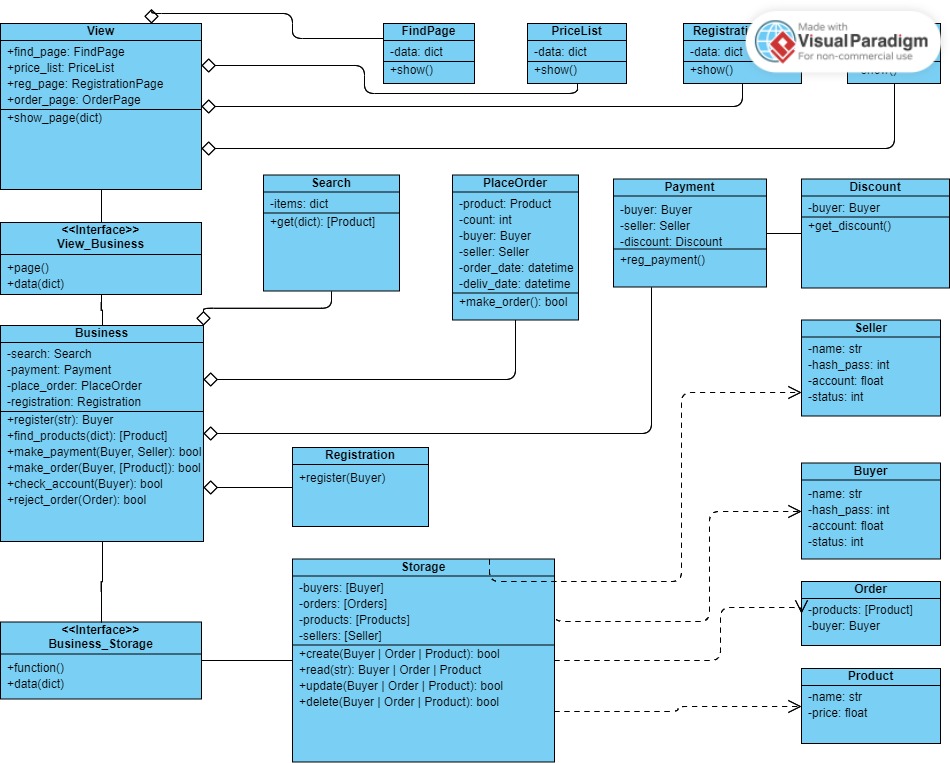 View
+find_page: FindPage
+price_list: PriceList
+reg_page: RegistrationPage
+order_page: OrderPage
+show_page(dict)
FindPage
-data: dict
+show()
PriceList
-data: dict
+show()
-data: dict
+show()
Made with
VisualParadigm
For non-commercial use
<<Interface>>
View_Business
+page()
+data(dict)
Search
-items: dict
+get(dict): [Product]
PlaceOrder
-product: Product
-count: int
-buyer: Buyer
-seller: Seller
-order_date: datetime
-deliv_date: datetime
+make_order(): bool
Payment
-buyer: Buyer
-seller: Seller
-discount: Discount
+reg_payment()
Discount
-buyer: Buyer
+get_discount()
Business
-search: Search
-payment: Payment
-place_order: PlaceOrder
-registration: Registration
+register(str): Buyer
+find_products(dict): [Product]
+make_payment(Buyer, Seller): bool
+make_order(Buyer, [Product]): bool
+check_account(Buyer): bool
+reject_order(Order): bool
Registration
+register(Buyer)
Seller
-name: str
-hash_pass: int
-account: float
-status: int
Buyer
-name: str
-hash_pass: int
-account: float
-status: int
Storage
-buyers: [Buyer]
-orders: [Orders]
-products: [Products]
-sellers: [Seller]
+create(Buyer | Order | Product): bool
+read(str): Buyer | Order | Product
+update(Buyer | Order | Product): bool
+delete(Buyer | Order | Product): bool
Order
-products: [Product]
-buyer: Buyer
<<Interface>>
Business_Storage
+function()
+data(dict)
Product
-name: str
-price: float